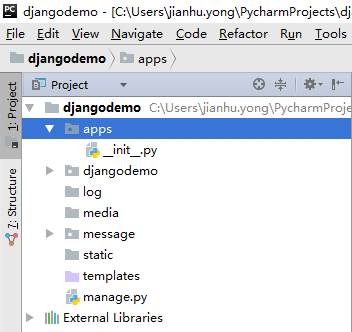 PC djangodemo - [C:\Users\jianhu.yong\PycharmProjects\dj
File Edit View Navigate Code Refactor Run Tools
djangodemo apps
1: Project
Project
djangodemo C:\Users\jianhu.yong\PycharmProje
apps
__init__.py
djangodemo
log
media
7: Structure
message
static
templates
manage.py
External Libraries